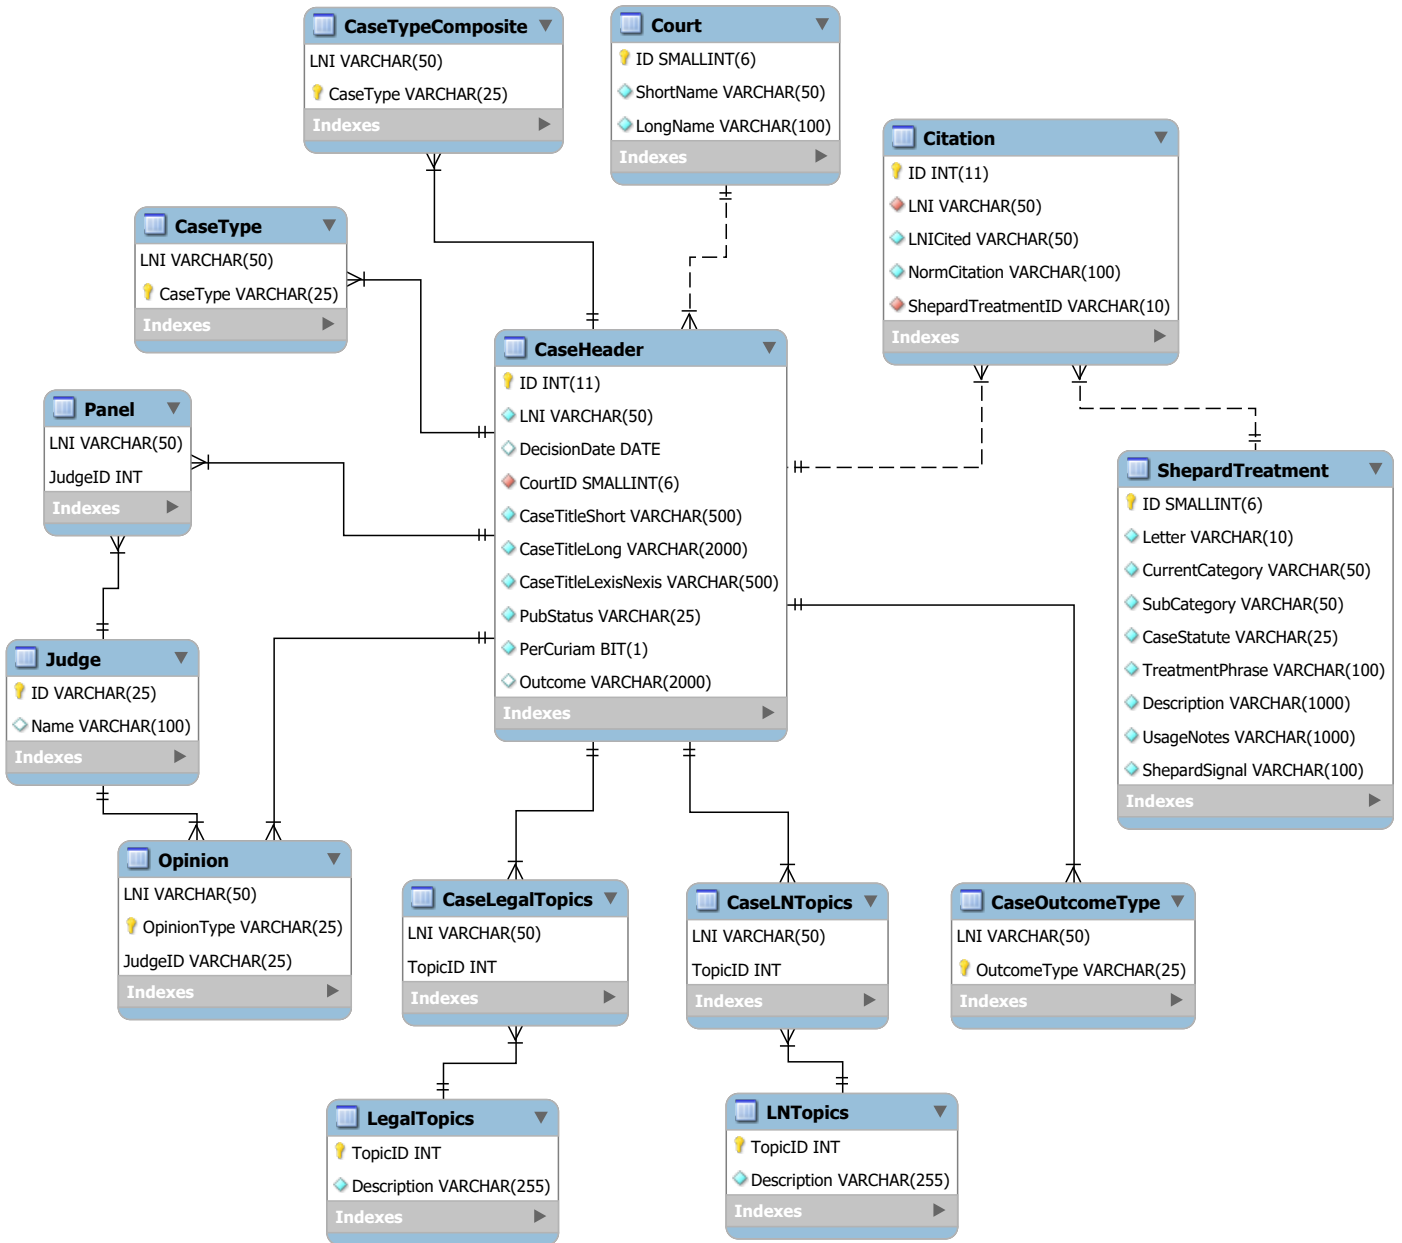 CaseTypeComposite
LNI VARCHAR(50)
CaseType VARCHAR(25)
Indexes
Court
ID SMALLINT(6)
ShortName VARCHAR(50)
LongName VARCHAR(100)
Indexes
Citation
ID INT(11)
LNI VARCHAR(50)
LNICited VARCHAR(50)
NormCitation VARCHAR(100)
ShepardTreatmentID VARCHAR(10)
Indexes
CaseType
LNI VARCHAR(50)
CaseType VARCHAR(25)
Indexes
CaseHeader
ID INT(11)
LNI VARCHAR(50)
DecisionDate DATE
CourtID SMALLINT(6)
CaseTitleShort VARCHAR(500)
CaseTitleLong VARCHAR(2000)
CaseTitleLexisNexis VARCHAR(500)
PubStatus VARCHAR(25)
PerCuriam BIT(1)
Outcome VARCHAR(2000)
Indexes
Panel
LNI VARCHAR(50)
JudgeID INT
Indexes
ShepardTreatment
ID SMALLINT(6)
Letter VARCHAR(10)
CurrentCategory VARCHAR(50)
SubCategory VARCHAR(50)
CaseStatute VARCHAR(25)
TreatmentPhrase VARCHAR(100)
Description VARCHAR(1000)
UsageNotes VARCHAR(1000)
ShepardSignal VARCHAR(100)
Indexes
Judge
ID VARCHAR(25)
Name VARCHAR(100)
Indexes
Opinion
LNI VARCHAR(50)
OpinionType VARCHAR(25)
JudgeID VARCHAR(25)
Indexes
CaseLegalTopics
LNI VARCHAR(50)
TopicID INT
Indexes
CaseLNTopics
LNI VARCHAR(50)
TopicID INT
Indexes
CaseOutcomeType
LNI VARCHAR(50)
OutcomeType VARCHAR(25)
Indexes
LegalTopics
TopicID INT
Description VARCHAR(255)
Indexes
LNTopics
TopicID INT
Description VARCHAR(255)
Indexes